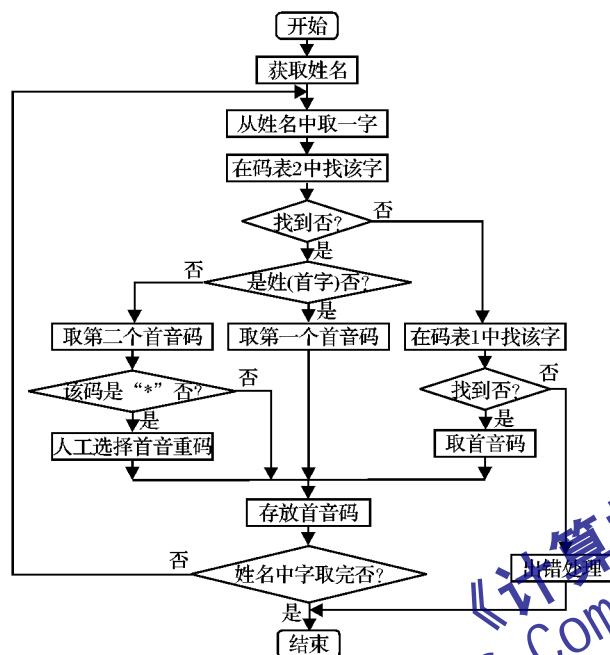 开始
获取姓名
从姓名中取一字
在码表2中找该字
找到否?
否
是
否
是姓(首字)否?
是
取第二个首音码
取第一个首音码
在码表1中找该字
该码是“*”否?
否
找到否?
否
是
是
人工选择首音重码
取首音码
存放首音码
否
姓名中字取完否?
出错处理
是
结束
《计算
Com